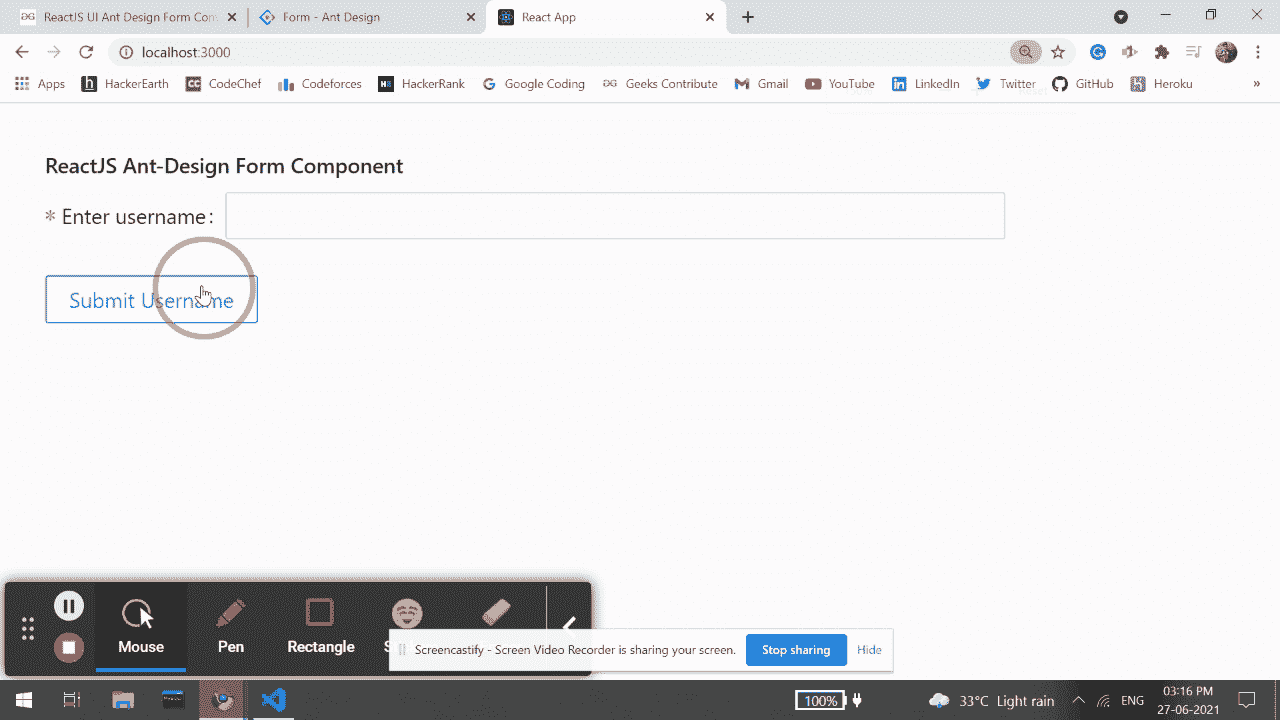 ReactJS UI Ant Design Form Com
Form - Ant Design
React App
localhost:3000
Apps
HackerEarth
CodeChef
Codeforces
HackerRank
Google Coding
Geeks Contribute
Gmail
YouTube
LinkedIn
Twitter
GitHub
Heroku
»
ReactJS Ant-Design Form Component
* Enter username:
Submit Username
Mouse
Pen
Rectangle
Screencastify - Screen Video Recorder is sharing your screen.
Stop sharing
Hide
100%
33°C Light rain
ENG
03:16 PM
27-06-2021